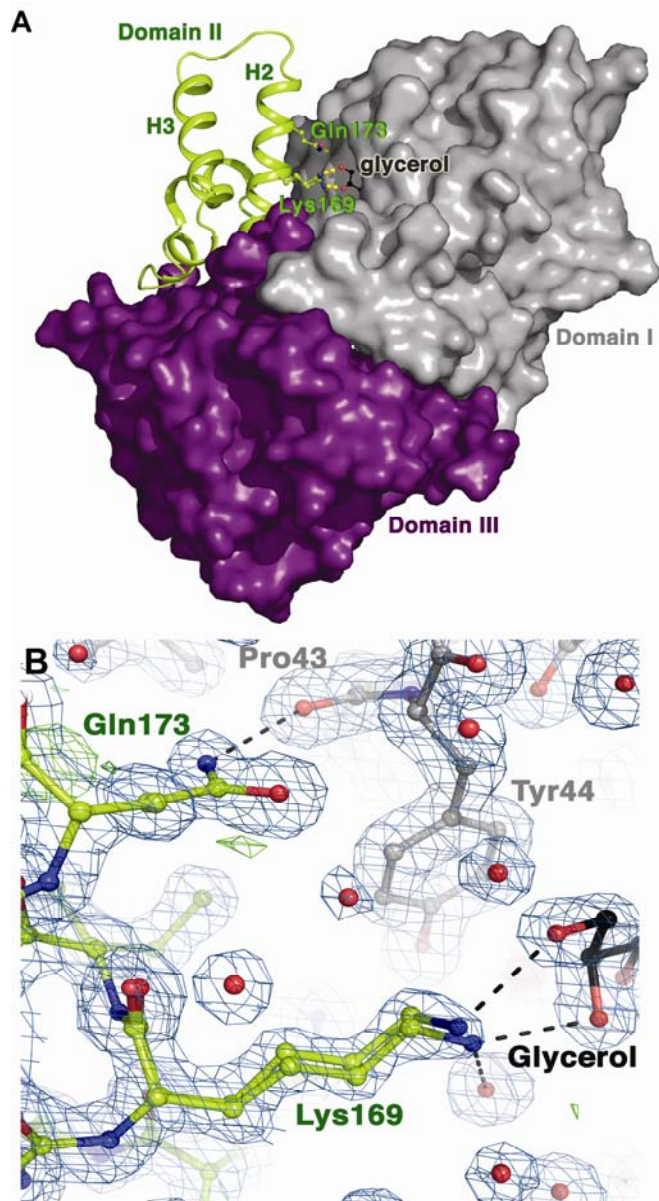 A
Domain II
H2
H3
Gln173
glycerol
Lys169
Domain I
Domain III
B
Pro43
Gln173
Tyr44
Glycerol
Lys169